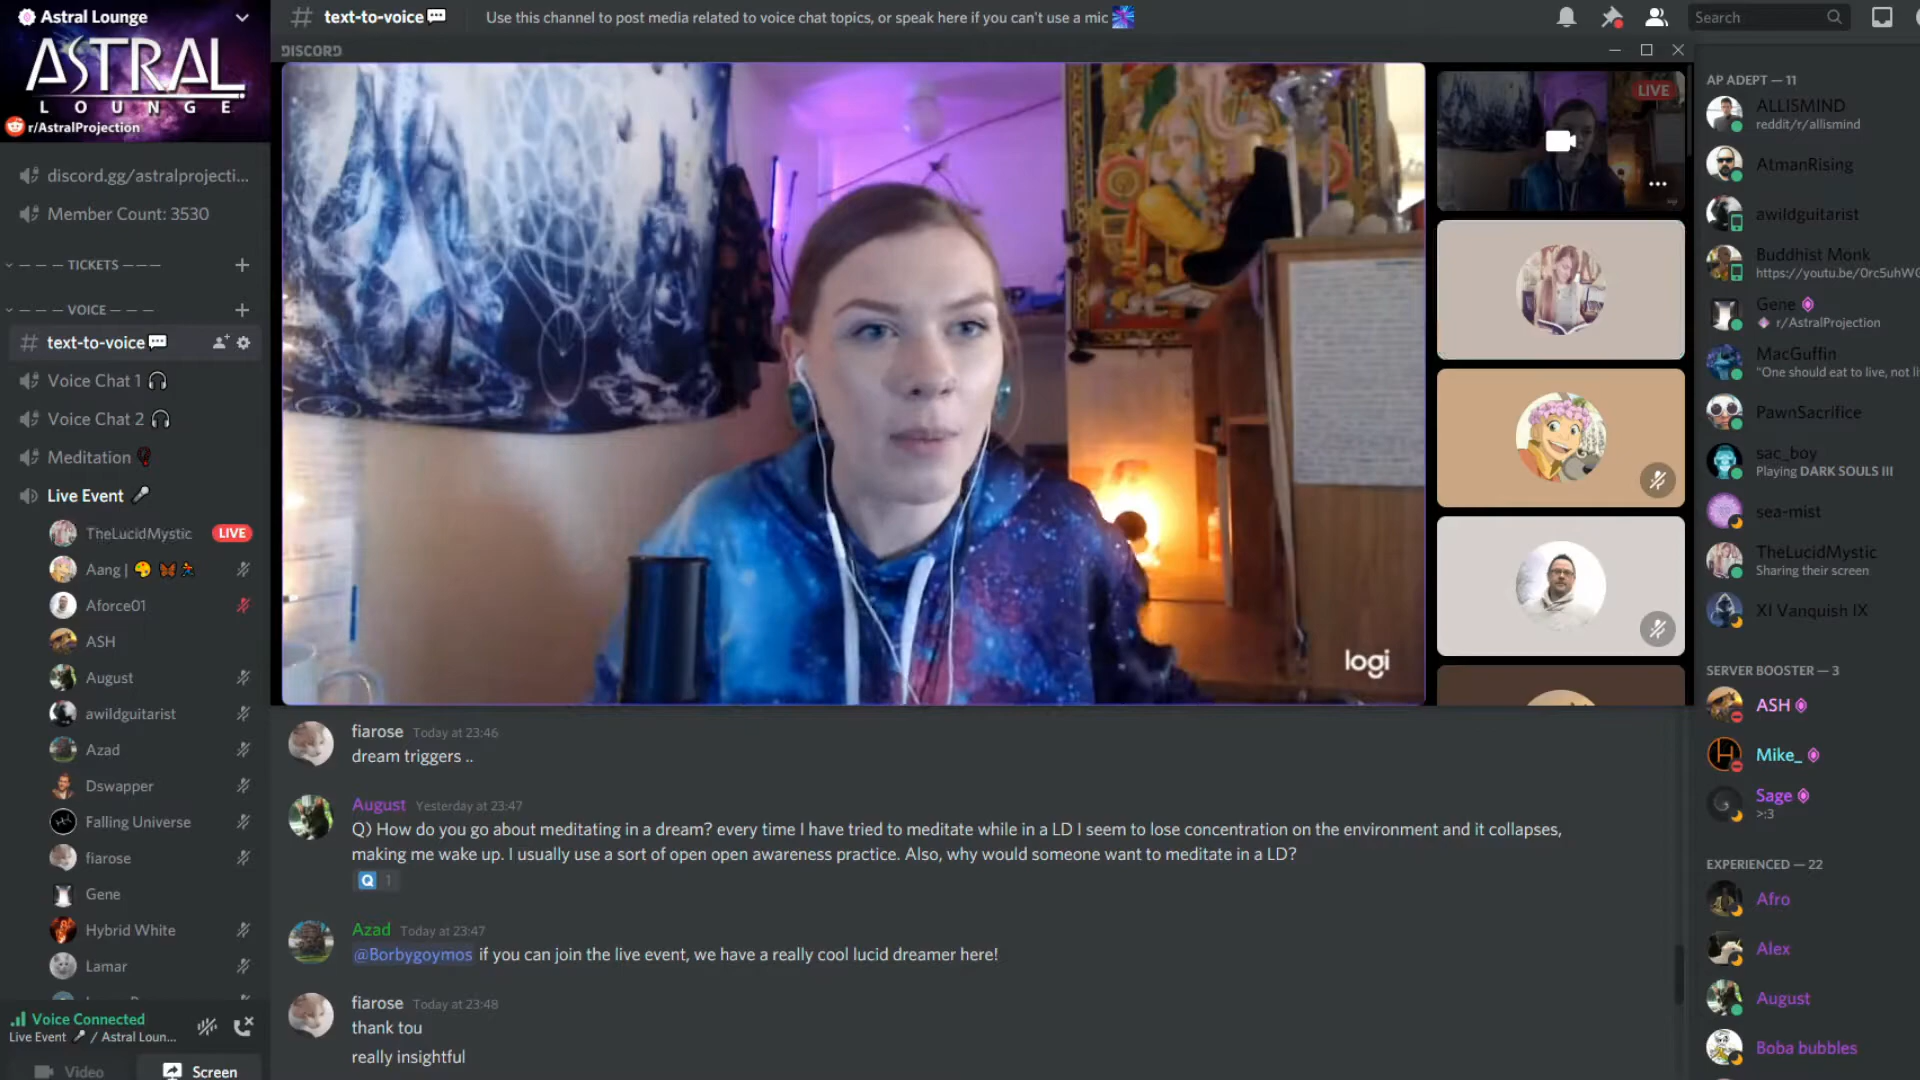 Astral Lounge
ASTRAL
LOUNGE
r/AstralProjection
discord.gg/astralprojecti...
Member Count: 3530
TICKETS
VOICE
text-to-voice
Voice Chat 1
Voice Chat 2
Meditation
Live Event
TheLucidMystic LIVE
Aang |
Aforce01
ASH
August
awildguitarist
Azad
Dswapper
Falling Universe
fiarose
Gene
Hybrid White
Lamar
Voice Connected
Live Event / Astral Loun...
Video Screen
text-to-voice Use this channel to post media related to voice chat topics, or speak here if you can't use a mic
Search
DISCORD
LIVE
logi
fiarose Today at 23:46
dream triggers ..
August Yesterday at 23:47
Q) How do you go about meditating in a dream? every time I have tried to meditate while in a LD I seem to lose concentration on the environment and it collapses,
making me wake up. I usually use a sort of open open awareness practice. Also, why would someone want to meditate in a LD?
Q 1
Azad Today at 23:47
@Borbygoymos if you can join the live event, we have a really cool lucid dreamer here!
fiarose Today at 23:48
thank tou
really insightful
AP ADEPT — 11
ALLISMIND
reddit/r/allismind
AtmanRising
awildguitarist
Buddhist Monk
https://youtu.be/0rc5uhWG
Gene
r/AstralProjection
MacGuffin
"One should eat to live, not li
PawnSacrifice
sac_boy
Playing DARK SOULS III
sea-mist
TheLucidMystic
Sharing their screen
XI Vanquish IX
SERVER BOOSTER — 3
ASH
Mike_
Sage
>:3
EXPERIENCED — 22
Afro
Alex
August
Boba bubbles